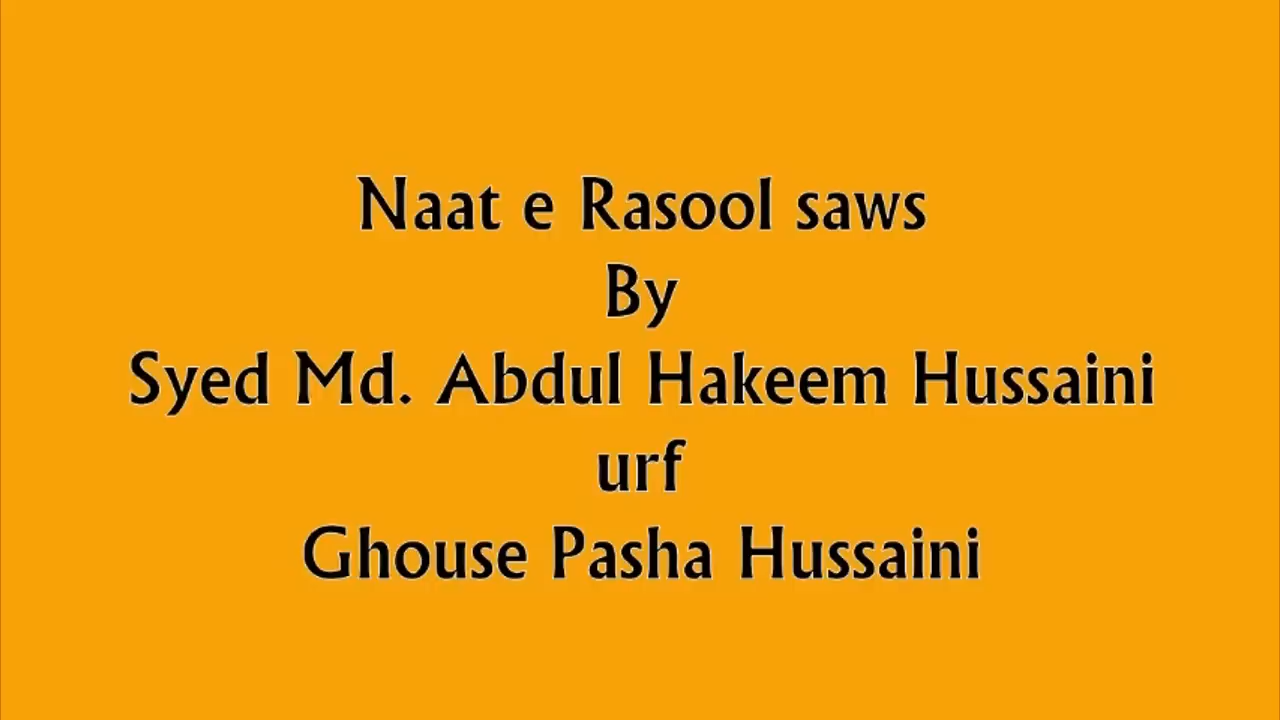 Naat e Rasool saws
By
Syed Md. Abdul Hakeem Hussaini
urf
Ghouse Pasha Hussaini